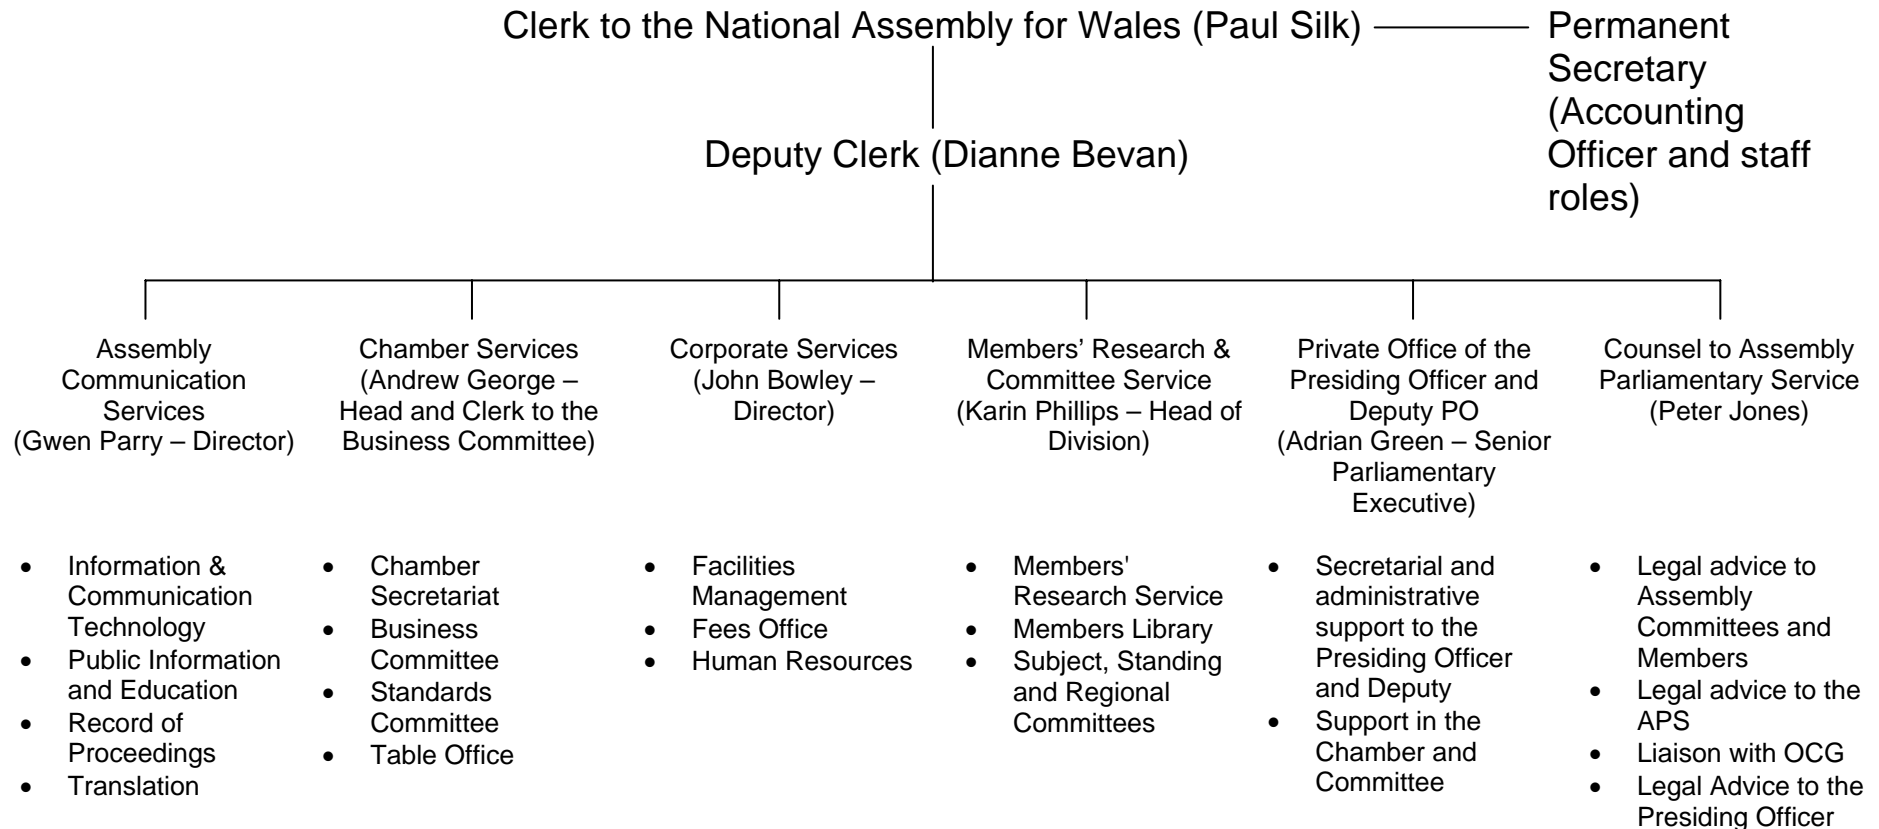 Clerk to the National Assembly for Wales (Paul Silk)
Permanent
Secretary
(Accounting
Officer and staff
roles)
Deputy Clerk (Dianne Bevan)
Assembly
Communication
Services
(Gwen Parry – Director)
Chamber Services
(Andrew George –
Head and Clerk to the
Business Committee)
Corporate Services
(John Bowley –
Director)
Members’ Research &
Committee Service
(Karin Phillips – Head of
Division)
Private Office of the
Presiding Officer and
Deputy PO
(Adrian Green – Senior
Parliamentary
Executive)
Counsel to Assembly
Parliamentary Service
(Peter Jones)
• Information &
Communication
Technology
• Public Information
and Education
• Record of
Proceedings
• Translation
• Chamber
Secretariat
• Business
Committee
• Standards
Committee
• Table Office
• Facilities
Management
• Fees Office
• Human Resources
• Members'
Research Service
• Members Library
• Subject, Standing
and Regional
Committees
• Secretarial and
administrative
support to the
Presiding Officer
and Deputy
• Support in the
Chamber and
Committee
• Legal advice to
Assembly
Committees and
Members
• Legal advice to the
APS
• Liaison with OCG
• Legal Advice to the
Presiding Officer